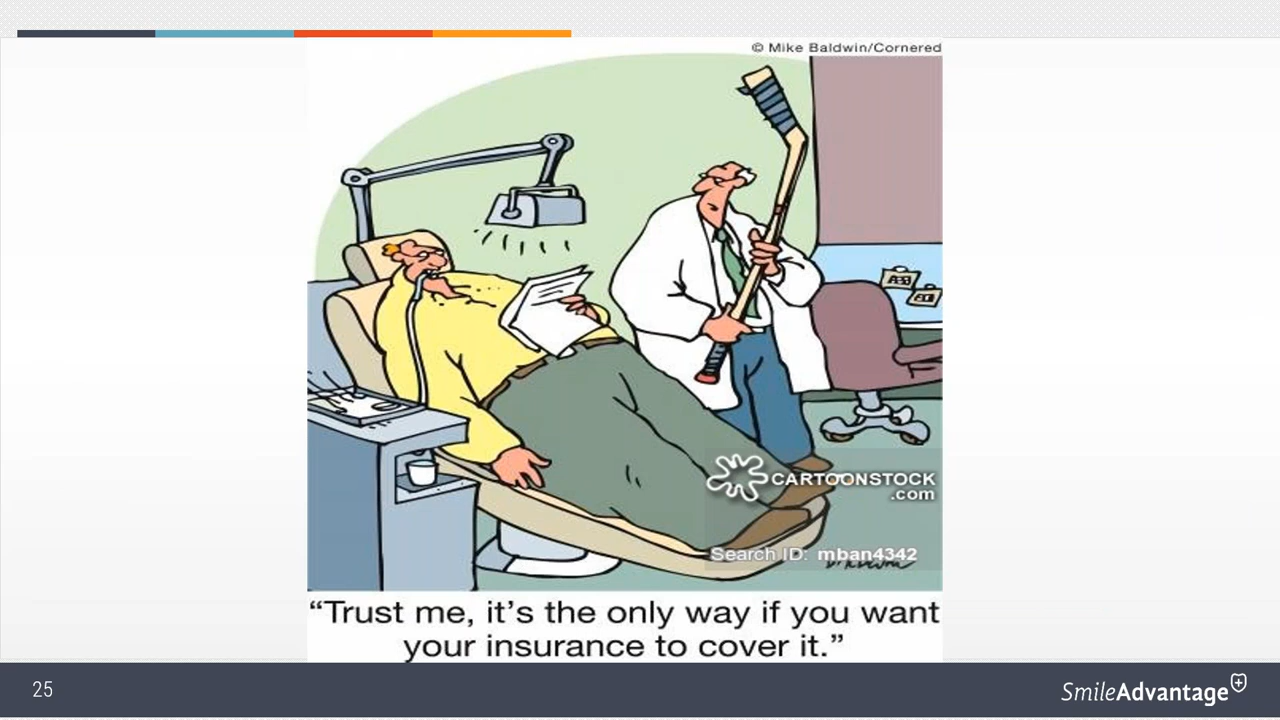 © Mike Baldwin/Cornered
CARTOONSTOCK
.com
Search ID: mban4342
“Trust me, it’s the only way if you want
your insurance to cover it.”
25
SmileAdvantage